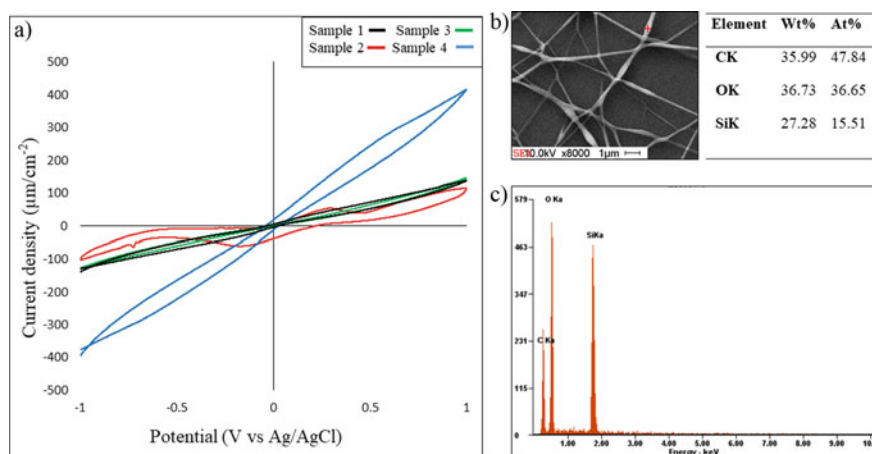 a)
Sample 1 Sample 3
Sample 2 Sample 4
500
400
300
200
100
0
-100
-200
-300
-400
-500
-1 -0.5 0 0.5 1
Current density (µm/cm⁻²)
Potential (V vs Ag/AgCl)
b)
SEI 10.0kV x8000 1µm
Element Wt% At%
CK 35.99 47.84
OK 36.73 36.65
SiK 27.28 15.51
c)
579
463
347
231
115
0
O Ka
SiKa
C Ka
1.00 2.00 3.00 4.00 5.00 6.00 7.00 8.00 9.00 10.0
Energy - keV